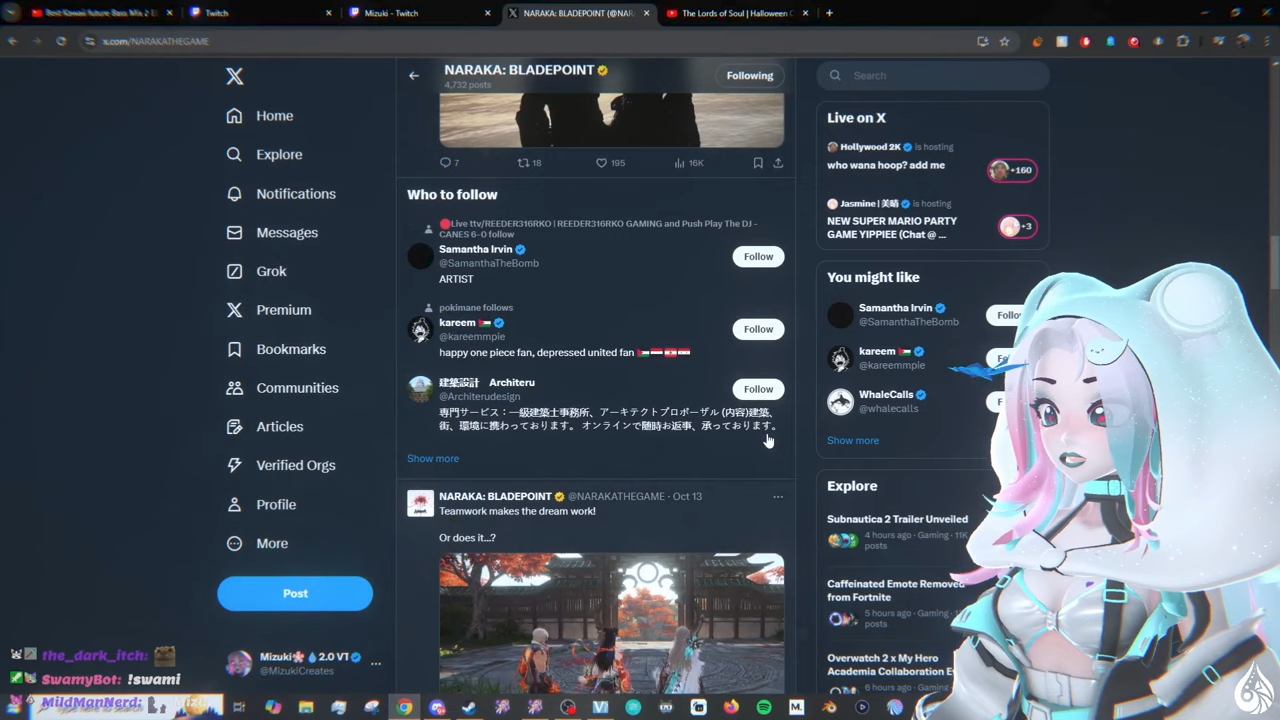 Best Kawaii Future Bass Mix 2
Twitch
Mizuki - Twitch
NARAKA: BLADEPOINT (@NAR
The Lords of Soul | Halloween
x.com/NARAKATHEGAME
Home
Explore
Notifications
Messages
Grok
Premium
Bookmarks
Communities
Articles
Verified Orgs
Profile
More
Post
Mizuki🌸💧2.0 VT
@MizukiCreates
the_dark_itch:
SwamyBot: !swami
MildManNerd:
NARAKA: BLADEPOINT
4,732 posts
Following
7 18 195 16K
Who to follow
🔴Live ttv/REEDER316RKO | REEDER316RKO GAMING and Push Play The DJ -
CANES 6-0 follow
Samantha Irvin
@SamanthaTheBomb
Follow
ARTIST
pokimane follows
kareem 🇵🇸
@kareemmpie
Follow
happy one piece fan, depressed united fan
建築設計 Architeru
@Architerudesign
Follow
専門サービス：一級建築士事務所、アーキテクトプロポーザル (内容)建築、
街、環境に携わっております。 オンラインで随時お返事、承っております。
Show more
NARAKA: BLADEPOINT @NARAKATHEGAME · Oct 13
Teamwork makes the dream work!
Or does it...?
Search
Live on X
Hollywood 2K is hosting
who wana hoop? add me
+160
Jasmine | 美晴 is hosting
NEW SUPER MARIO PARTY
GAME YIPPIEE (Chat @ ...
+3
You might like
Samantha Irvin
@SamanthaTheBomb
kareem 🇵🇸
@kareemmpie
WhaleCalls
@whalecalls
Show more
Explore
Subnautica 2 Trailer Unveiled
4 hours ago · Gaming · 11K
posts
Caffeinated Emote Removed
from Fortnite
5 hours ago · Gaming ·
posts
Overwatch 2 x My Hero
Academia Collaboration
6 hours ago · Gaming ·